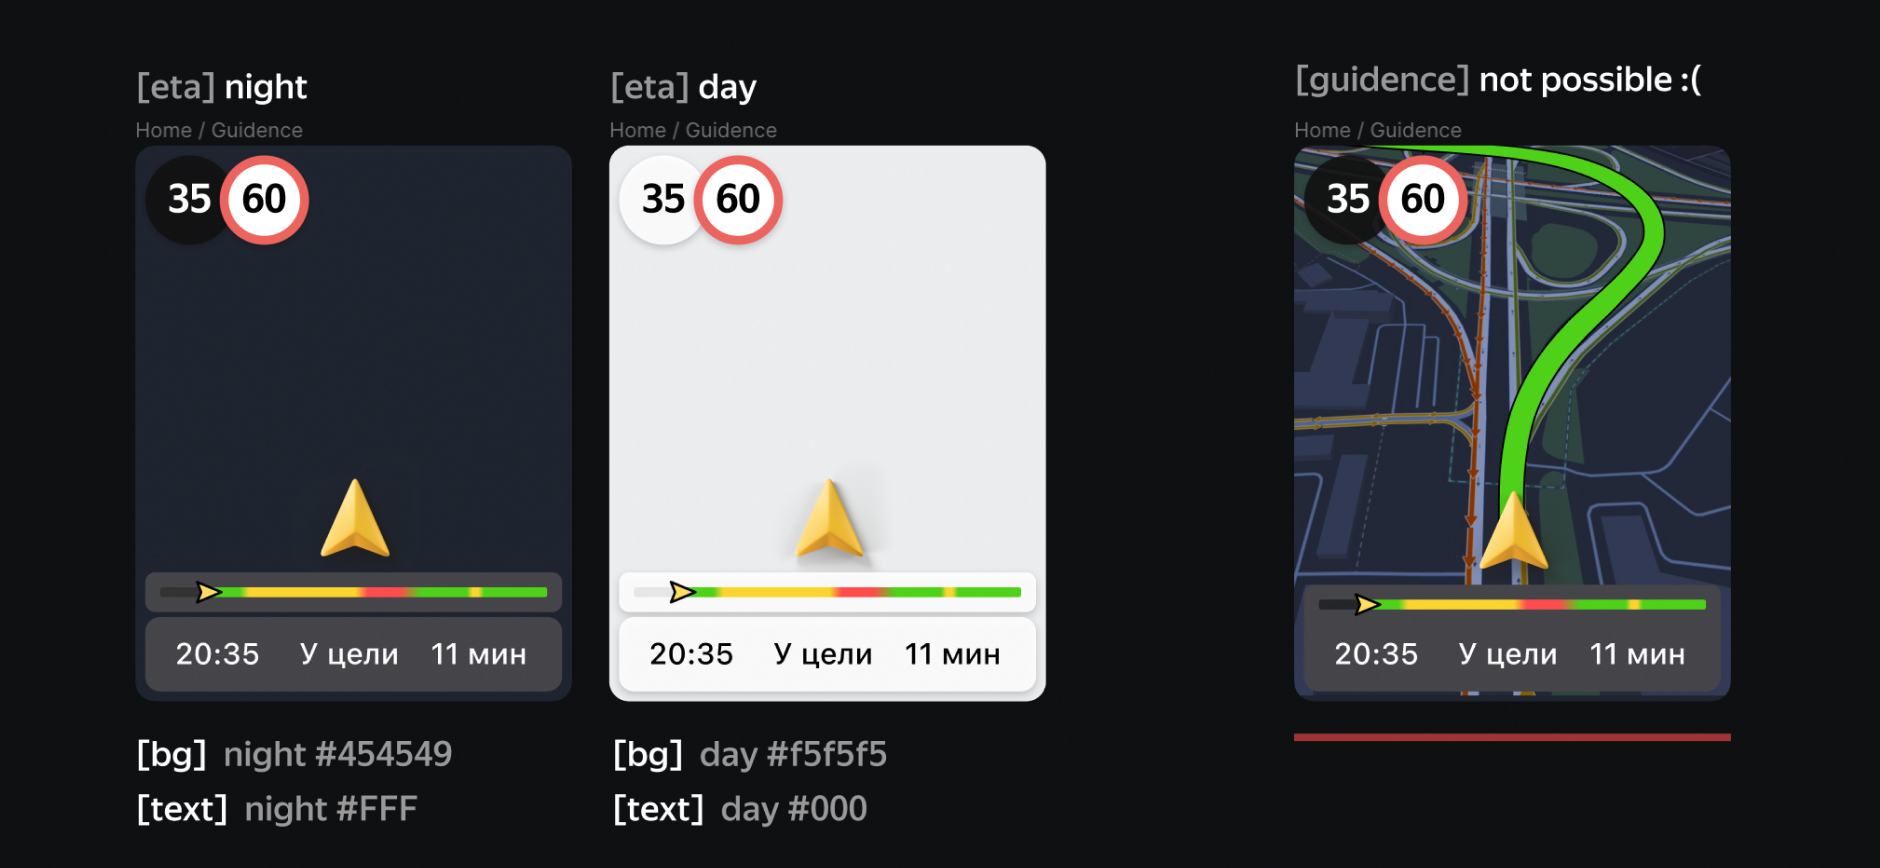 [eta] night
Home / Guidence
35 60
20:35 У цели 11 мин
[bg] night #454549
[text] night #FFF
[eta] day
Home / Guidence
35 60
20:35 У цели 11 мин
[bg] day #f5f5f5
[text] day #000
[guidence] not possible :(
Home / Guidence
35 60
20:35 У цели 11 мин